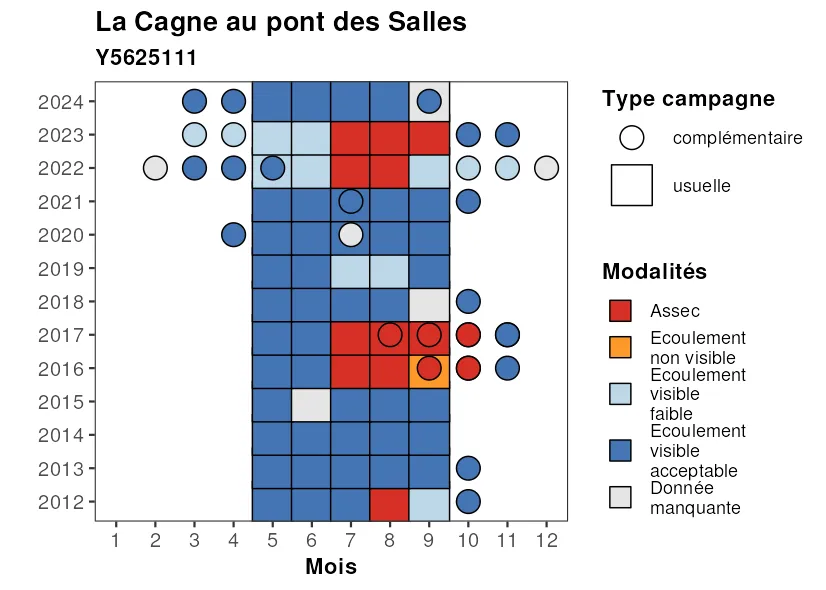 La Cagne au pont des Salles
Y5625111
2024
2023
2022
2021
2020
2019
2018
2017
2016
2015
2014
2013
2012
1 2 3 4 5 6 7 8 9 10 11 12
Mois
Type campagne
complémentaire
usuelle
Modalités
Assec
Ecoulement
non visible
Ecoulement
visible
faible
Ecoulement
visible
acceptable
Donnée
manquante